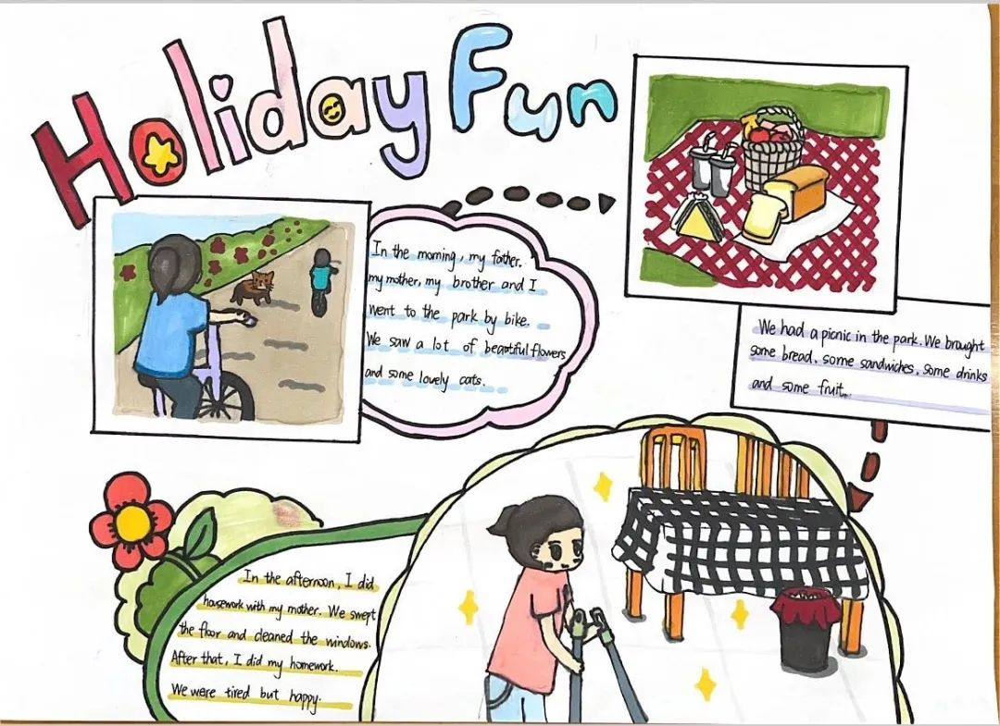 Holiday Fun
In the morning, my father,
my mother, my brother and I
went to the park by bike.
We saw a lot of beautiful flowers
and some lovely cats.
We had a picnic in the park. We brought
some bread, some sandwiches, some drinks
and some fruit.
In the afternoon, I did
housework with my mother. We swept
the floor and cleaned the windows.
After that, I did my homework.
We were tired but happy.